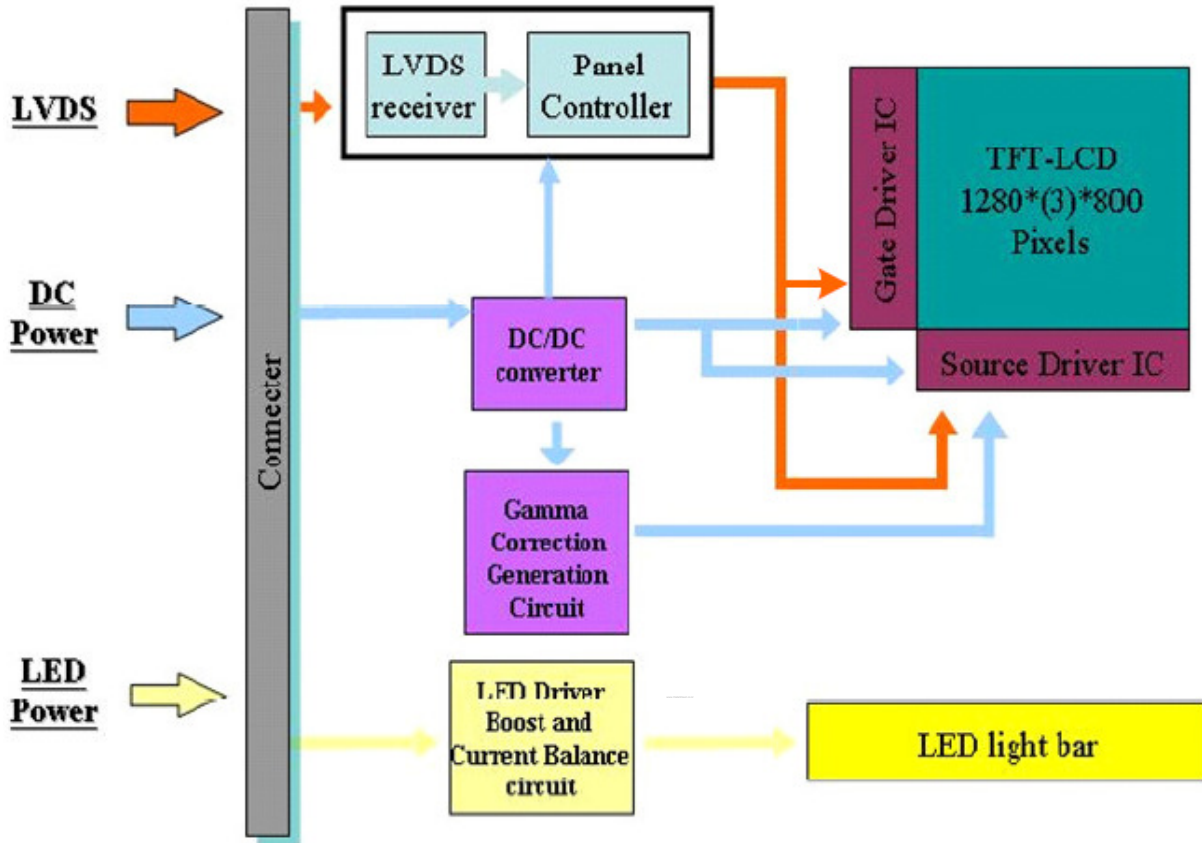 LVDS
DC
Power
LED
Power
Connecter
LVDS
receiver
Panel
Controller
DC/DC
converter
Gamma
Correction
Generation
Circuit
LED Driver
Boost and
Current Balance
circuit
Gate Driver IC
TFT-LCD
1280*(3)*800
Pixels
Source Driver IC
LED light bar